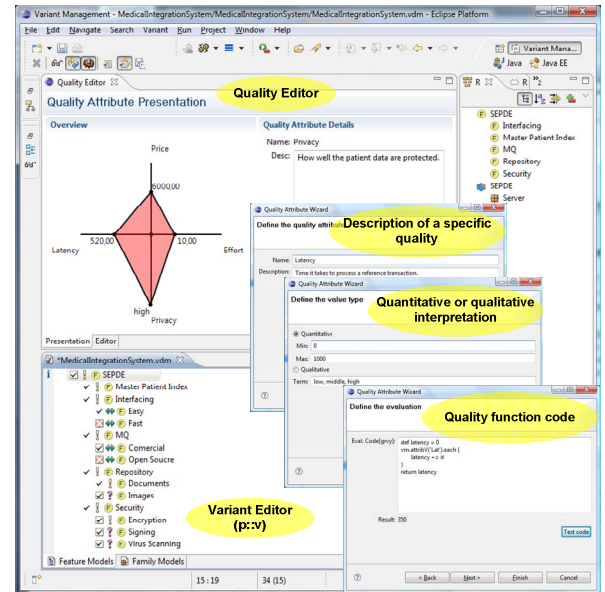 Variant Management - MedicalIntegrationSystem/MedicalIntegrationSystem/MedicalIntegrationSystem.vdm - Eclipse Platform
File Edit Navigate Search Variant Run Project Window Help
Variant Mana...
Java Java EE
Quality Editor
R R 2
Quality Attribute Presentation
Quality Editor
Overview
Quality Attribute Details
Name: Privacy
Desc: How well the patient data are protected.
Price
6000,00
520,00
10,00
Latency
Effort
high
Privacy
Presentation Editor
SEPDE
Interfacing
Master Patient Index
MQ
Repository
Security
SEPDE
Server
Quality Attribute Wizard
Define the quality attribute
Description of a specific
quality
Name: Latency
Description: Time it takes to process a reference transaction.
Quality Attribute Wizard
Define the value type
Quantitative or qualitative
interpretation
Quantitative
Min: 0
Max: 1000
Qualitative
Term: low, middle, high
Quality Attribute Wizard
Define the evaluation
Quality function code
Eval. Code(grvy):
def latency = 0
vm.attribV('Lat').each {
latency += it
}
return latency
Result: 350
Test code
< Back Next > Finish Cancel
*MedicalIntegrationSystem.vdm
SEPDE
Master Patient Index
Interfacing
Easy
Fast
MQ
Comercial
Open Soucre
Repository
Documents
Images
Security
Encryption
Signing
Virus Scanning
Variant Editor
(p::v)
Feature Models Family Models
15 : 19
34 (15)